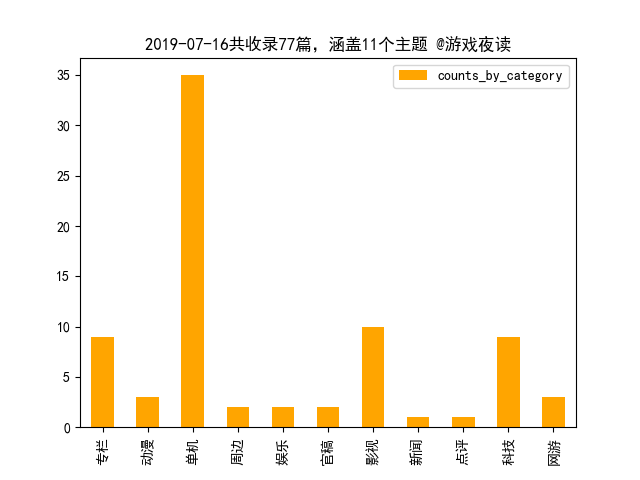 2019-07-16共收录77篇，涵盖11个主题 @游戏夜读
counts_by_category
35
30
25
20
15
10
5
0
专栏
动漫
单机
周边
娱乐
官稿
影视
新闻
点评
科技
网游